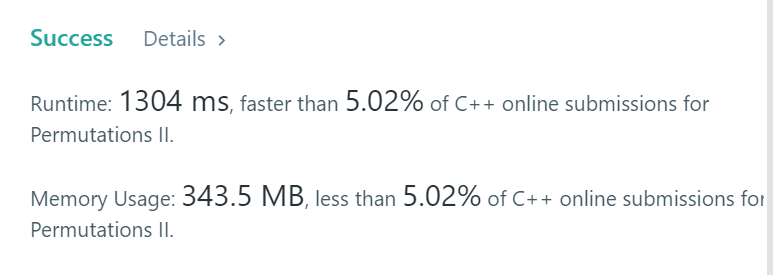 Success Details >
Runtime: 1304 ms, faster than 5.02% of C++ online submissions for
Permutations II.
Memory Usage: 343.5 MB, less than 5.02% of C++ online submissions for
Permutations II.